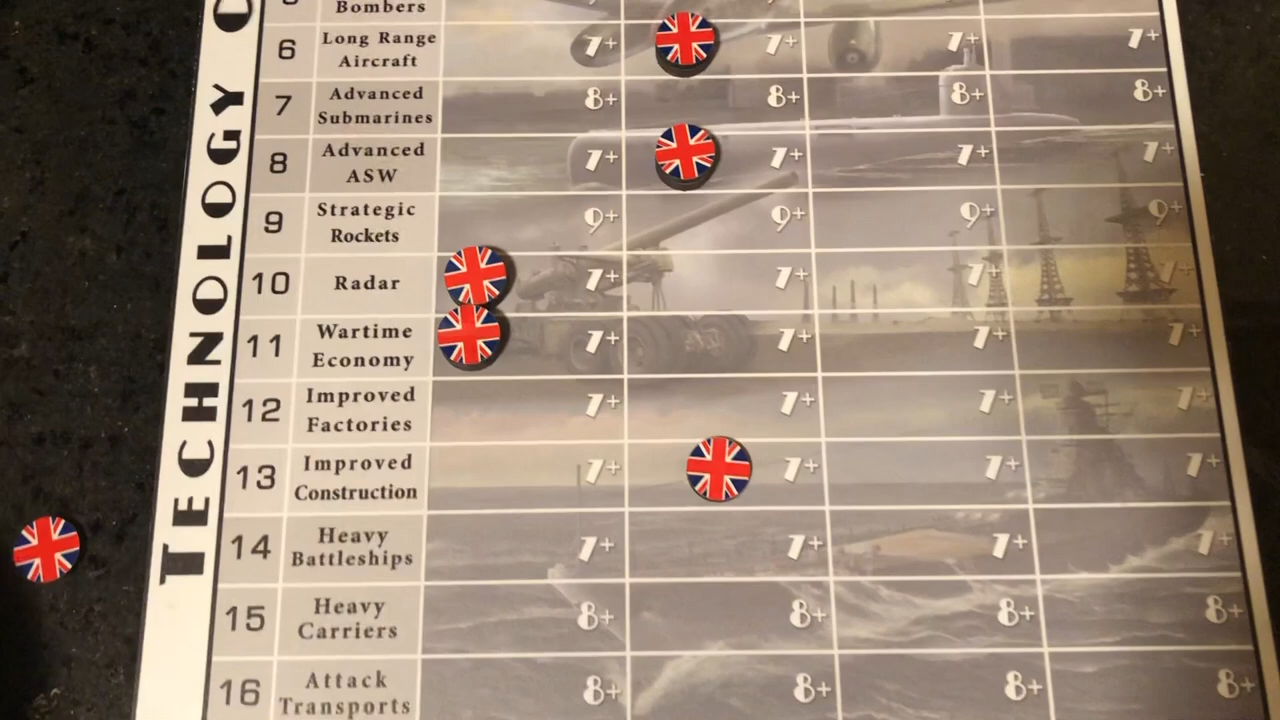 Bombers
6 Long Range Aircraft 7+ 7+ 7+ 7+
7 Advanced Submarines 8+ 8+ 8+ 8+
8 Advanced ASW 7+ 7+ 7+ 7+
9 Strategic Rockets 9+ 9+ 9+ 9+
10 Radar 7+ 7+ 7+ 7+
11 Wartime Economy 7+ 7+ 7+ 7+
12 Improved Factories 7+ 7+ 7+ 7+
13 Improved Construction 7+ 7+ 7+ 7+
14 Heavy Battleships 7+ 7+ 7+ 7+
15 Heavy Carriers 8+ 8+ 8+ 8+
16 Attack Transports 8+ 8+ 8+ 8+
TECHNOLOGY